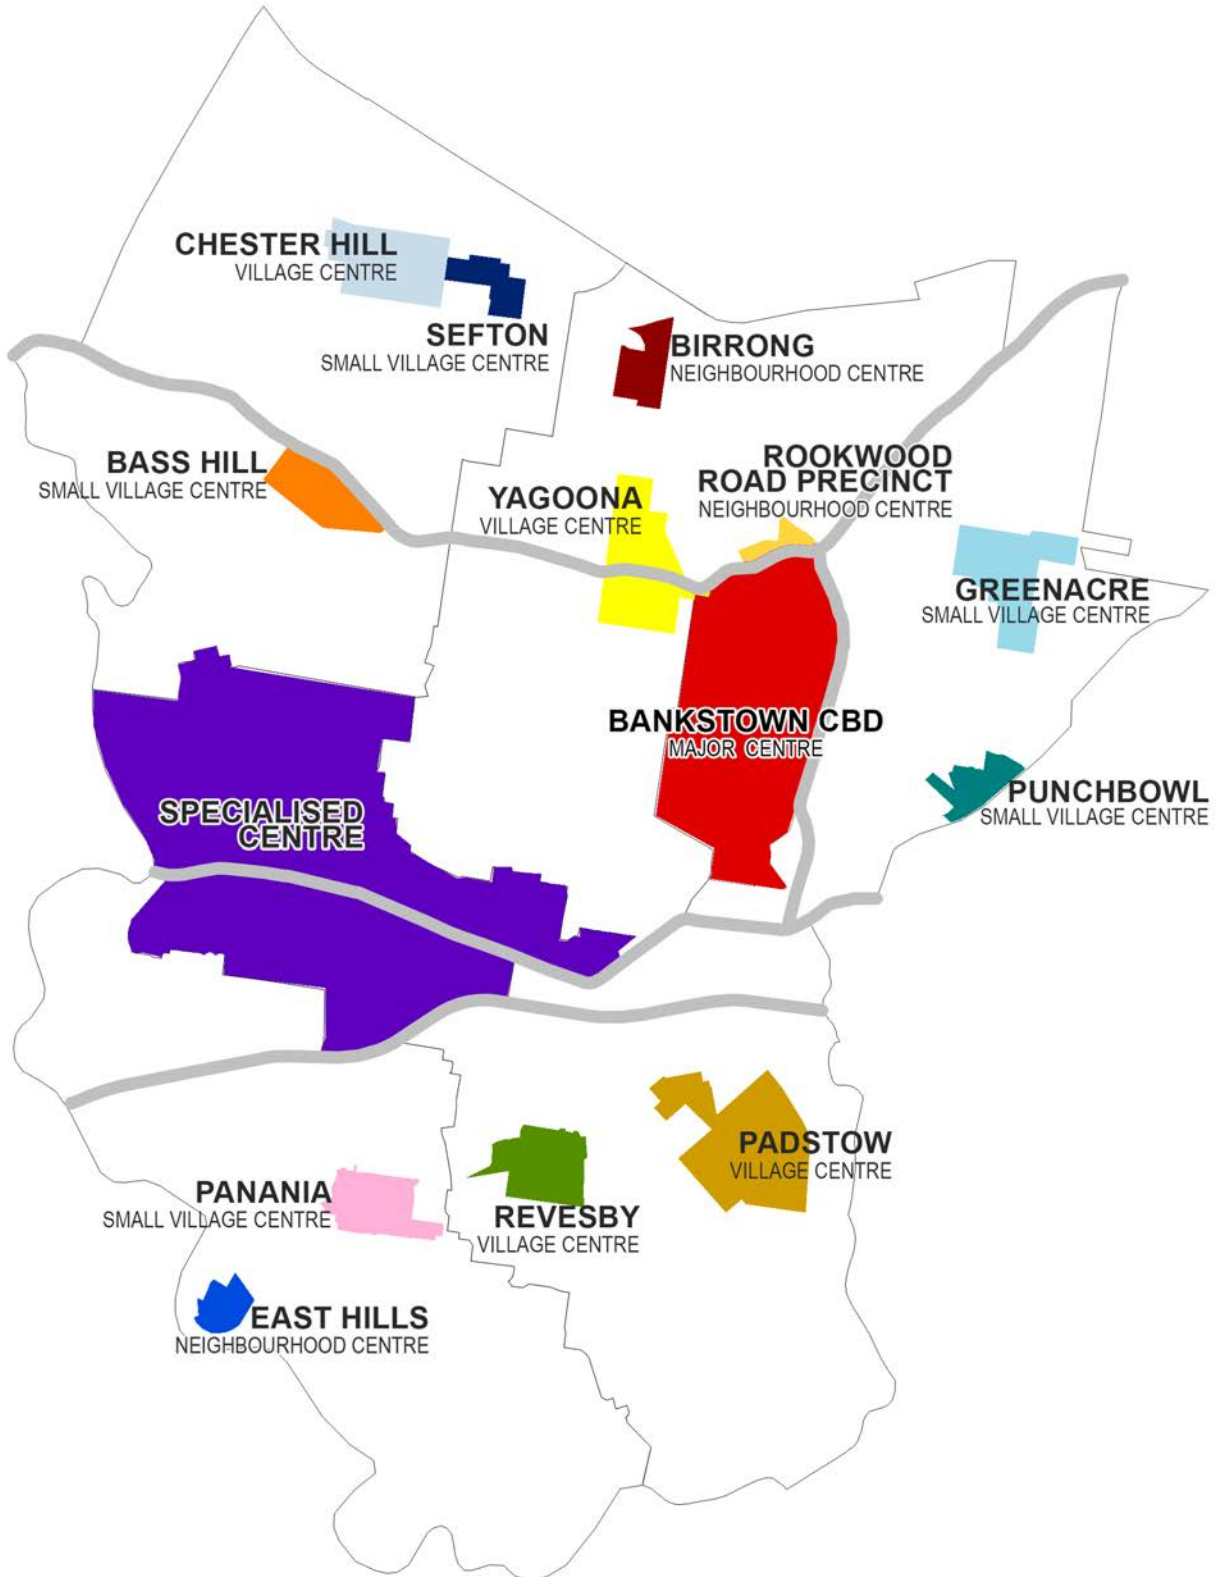 CHESTER HILL
VILLAGE CENTRE
SEFTON
SMALL VILLAGE CENTRE
BIRRONG
NEIGHBOURHOOD CENTRE
BASS HILL
SMALL VILLAGE CENTRE
YAGOONA
VILLAGE CENTRE
ROOKWOOD
ROAD PRECINCT
NEIGHBOURHOOD CENTRE
GREENACRE
SMALL VILLAGE CENTRE
BANKSTOWN CBD
MAJOR CENTRE
SPECIALISED
CENTRE
PUNCHBOWL
SMALL VILLAGE CENTRE
PADSTOW
VILLAGE CENTRE
PANANIA
SMALL VILLAGE CENTRE
REVESBY
VILLAGE CENTRE
EAST HILLS
NEIGHBOURHOOD CENTRE